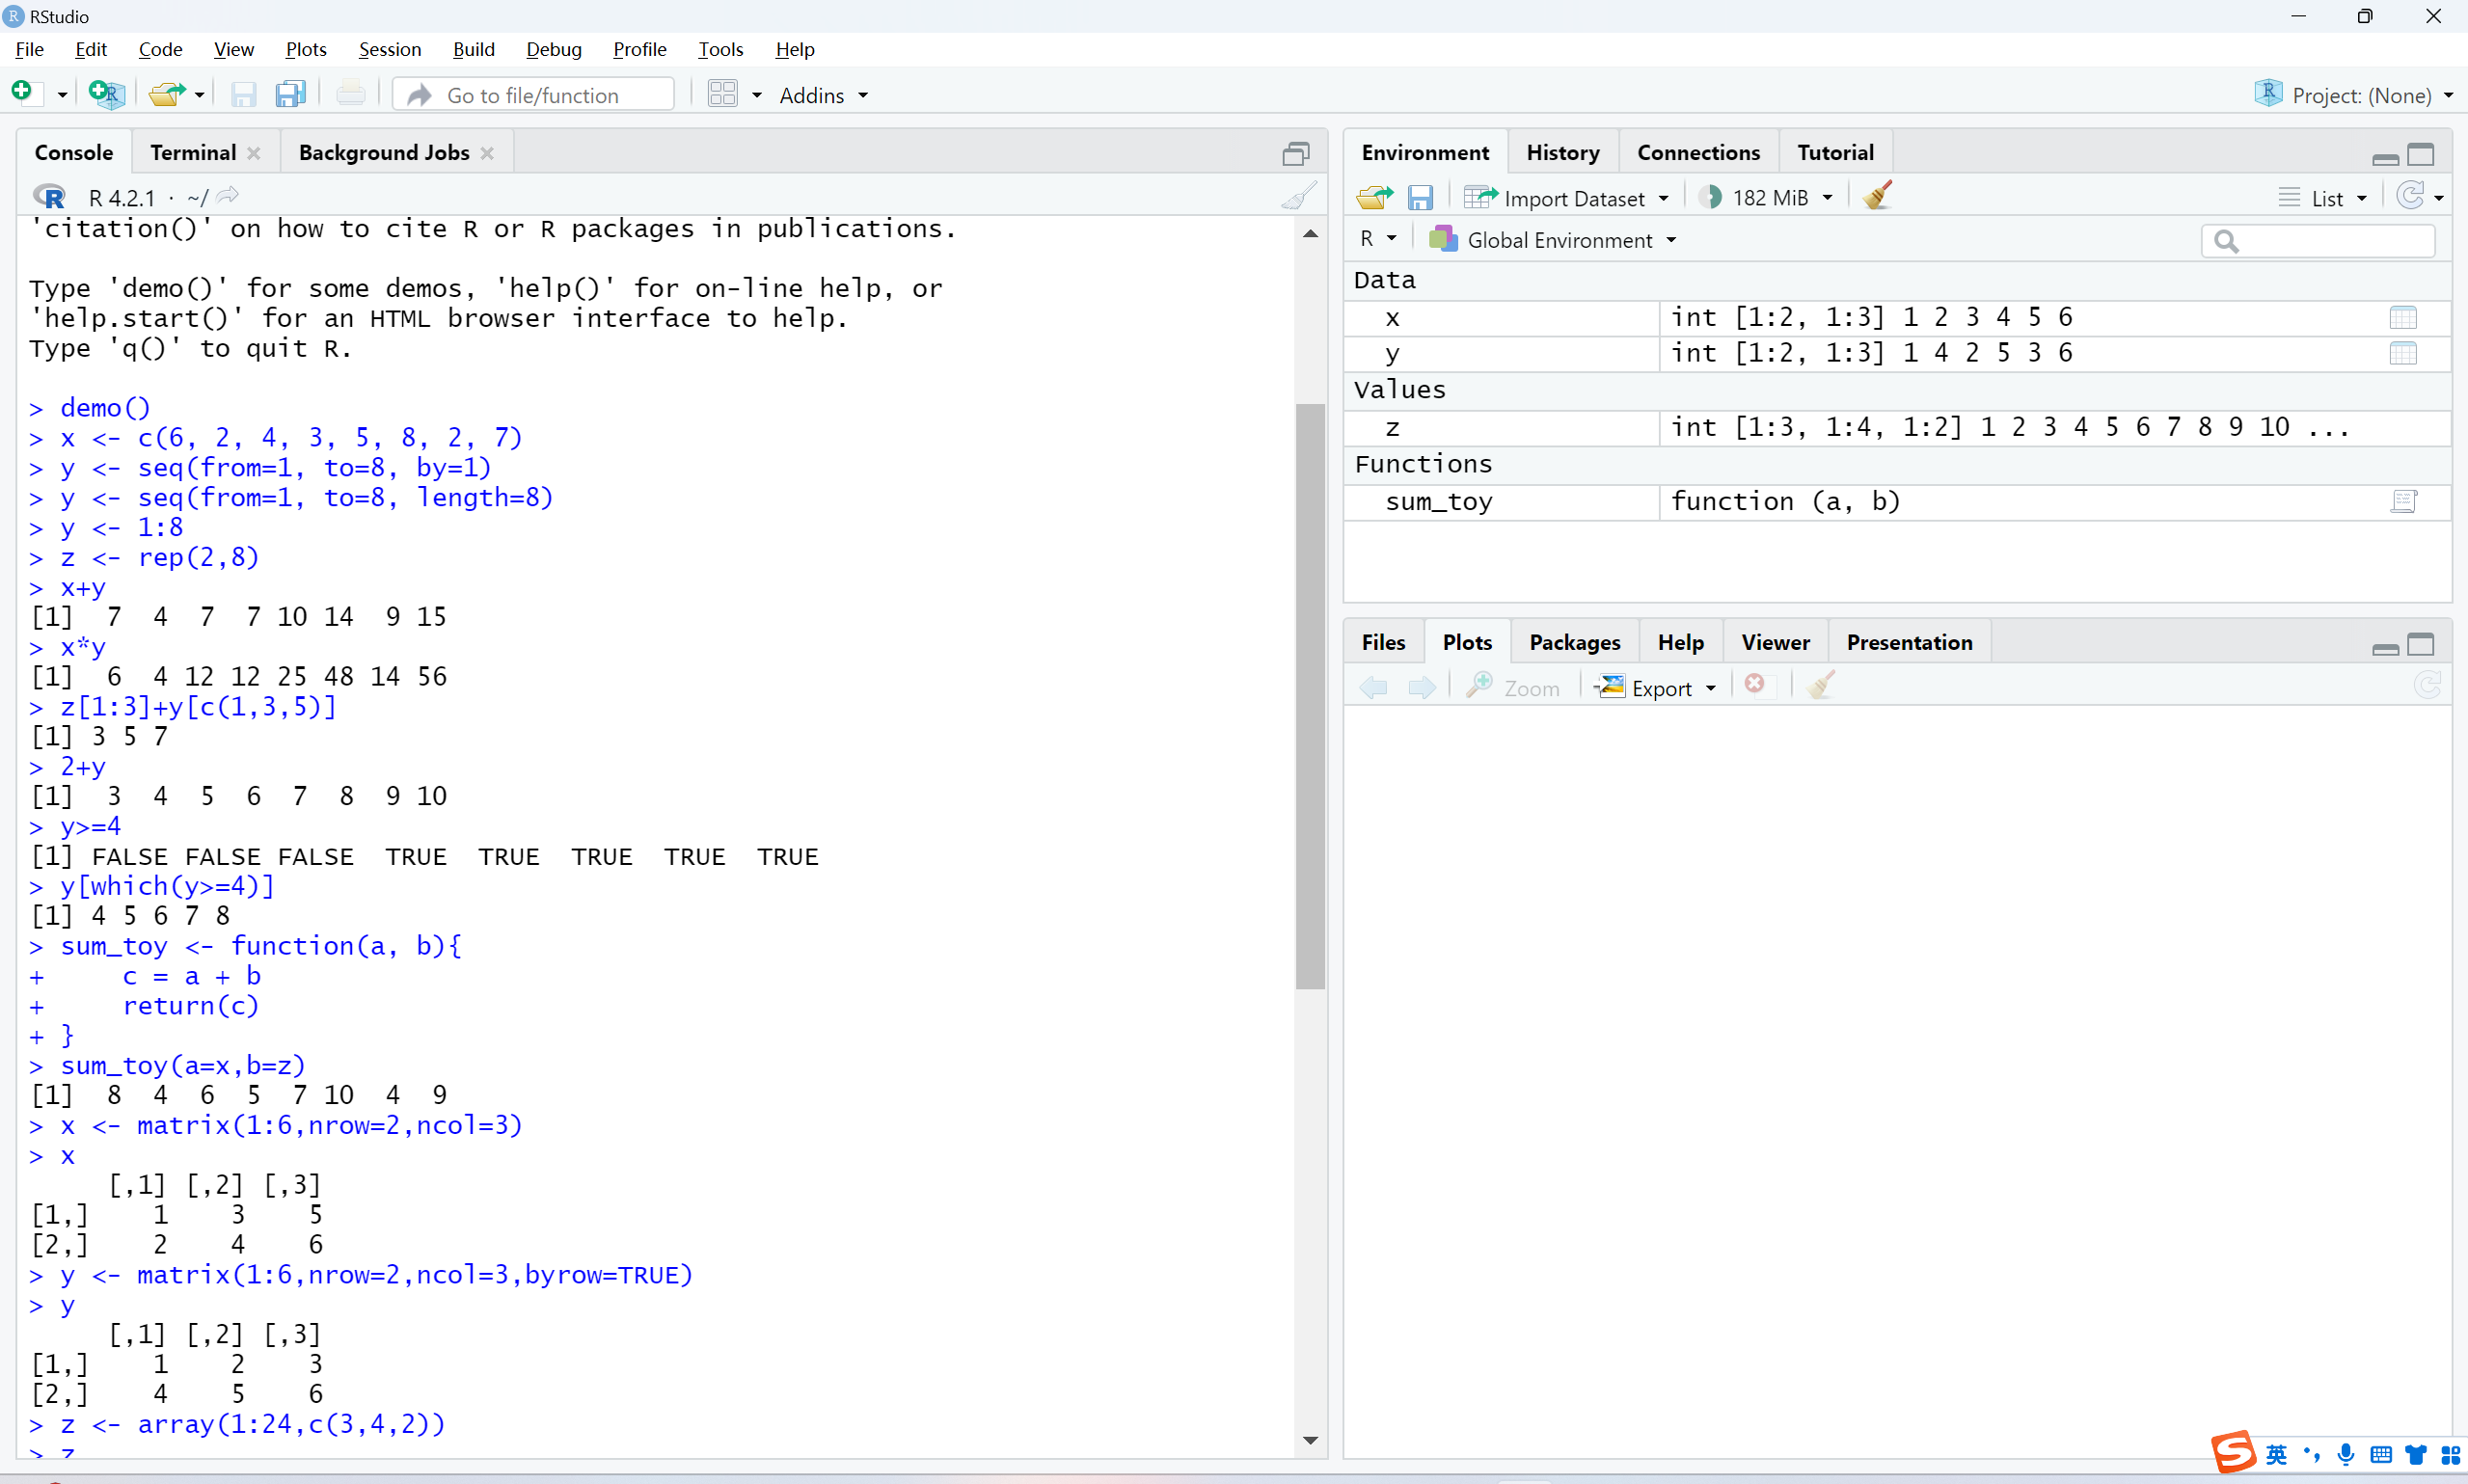 RStudio
File Edit Code View Plots Session Build Debug Profile Tools Help
Go to file/function Addins Project: (None)
Console Terminal Background Jobs
R 4.2.1 · ~/
'citation()' on how to cite R or R packages in publications.
Type 'demo()' for some demos, 'help()' for on-line help, or
'help.start()' for an HTML browser interface to help.
Type 'q()' to quit R.
> demo()
> x <- c(6, 2, 4, 3, 5, 8, 2, 7)
> y <- seq(from=1, to=8, by=1)
> y <- seq(from=1, to=8, length=8)
> y <- 1:8
> z <- rep(2,8)
> x+y
[1]  7  4  7  7 10 14  9 15
> x*y
[1]  6  4 12 12 25 48 14 56
> z[1:3]+y[c(1,3,5)]
[1] 3 5 7
> 2+y
[1]  3  4  5  6  7  8  9 10
> y>=4
[1] FALSE FALSE FALSE  TRUE  TRUE  TRUE  TRUE  TRUE
> y[which(y>=4)]
[1] 4 5 6 7 8
> sum_toy <- function(a, b){
+     c = a + b
+     return(c)
+ }
> sum_toy(a=x,b=z)
[1]  8  4  6  5  7 10  4  9
> x <- matrix(1:6,nrow=2,ncol=3)
> x
     [,1] [,2] [,3]
[1,]    1    3    5
[2,]    2    4    6
> y <- matrix(1:6,nrow=2,ncol=3,byrow=TRUE)
> y
     [,1] [,2] [,3]
[1,]    1    2    3
[2,]    4    5    6
> z <- array(1:24,c(3,4,2))
> z
Environment History Connections Tutorial
Import Dataset 182 MiB List
R Global Environment
Data
x int [1:2, 1:3] 1 2 3 4 5 6
y int [1:2, 1:3] 1 4 2 5 3 6
Values
z int [1:3, 1:4, 1:2] 1 2 3 4 5 6 7 8 9 10 ...
Functions
sum_toy function (a, b)
Files Plots Packages Help Viewer Presentation
Zoom Export
英